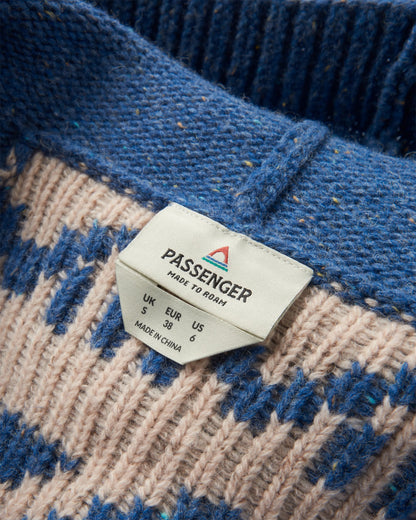 PASSENGER
MADE TO ROAM
UK EUR US
S 38 6
MADE IN CHINA